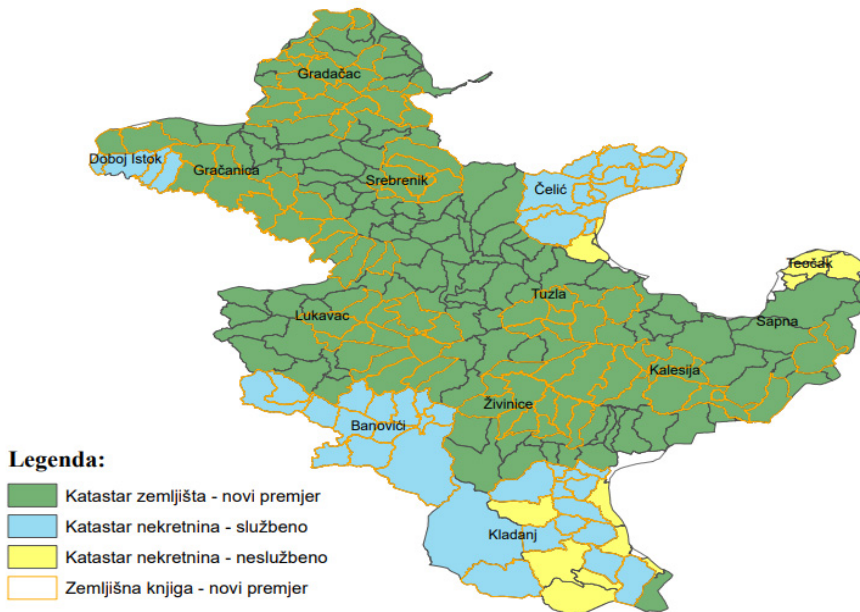 Gradačac
Doboj Istok
Gračanica
Srebrenik
Čelić
Teočak
Tuzla
Lukavac
Sapna
Kalesija
Živinice
Banovići
Kladanj
Legenda:
Katastar zemljišta - novi premjer
Katastar nekretnina - službeno
Katastar nekretnina - neslužbeno
Zemljišna knjiga - novi premjer